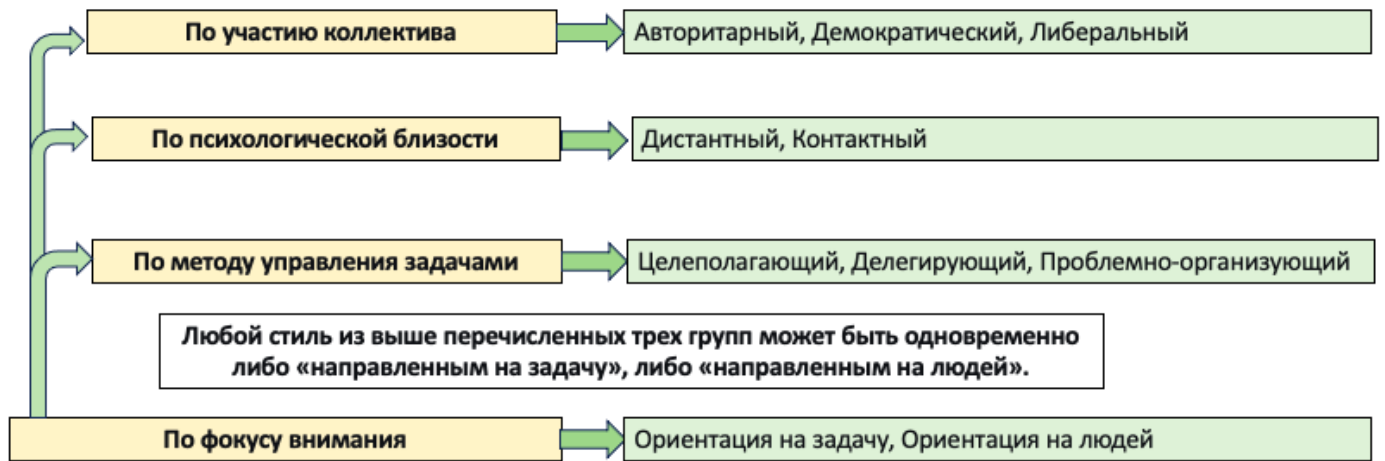 По участию коллектива
Авторитарный, Демократический, Либеральный
По психологической близости
Дистантный, Контактный
По методу управления задачами
Целеполагающий, Делегирующий, Проблемно-организующий
Любой стиль из выше перечисленных трех групп может быть одновременно
либо «направленным на задачу», либо «направленным на людей».
По фокусу внимания
Ориентация на задачу, Ориентация на людей